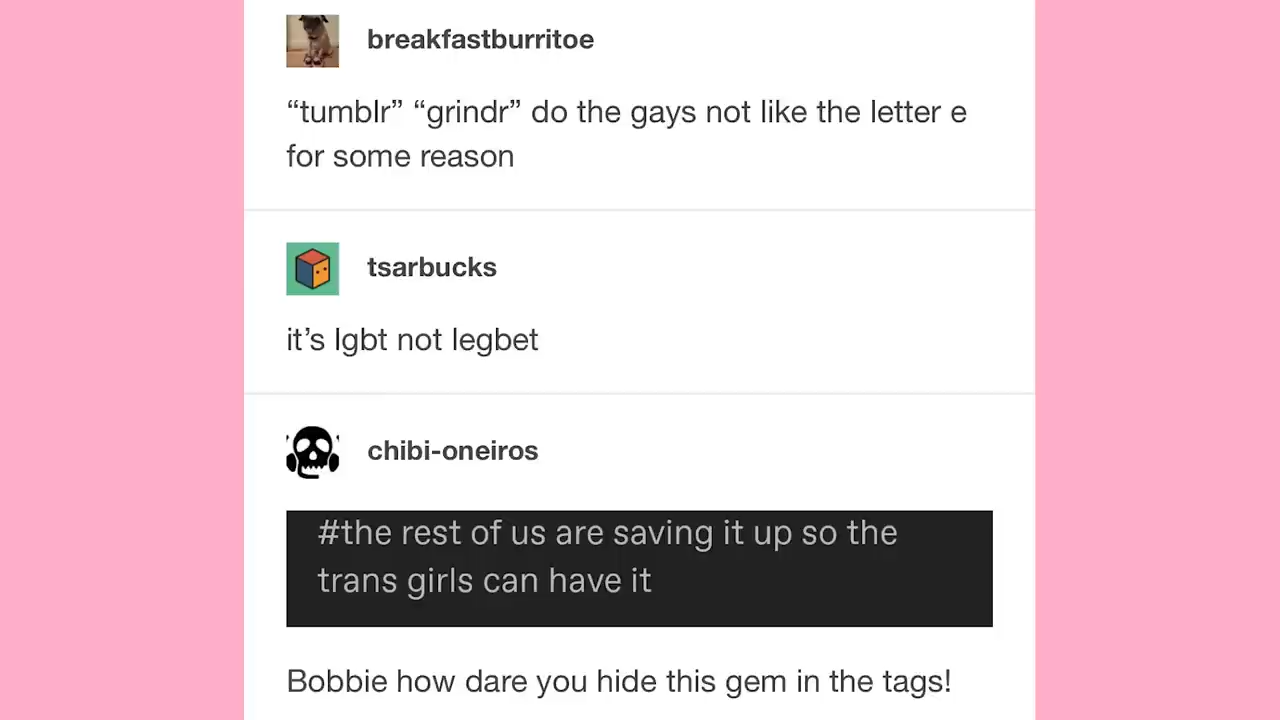 breakfastburritoe
“tumblr” “grindr” do the gays not like the letter e
for some reason
tsarbucks
it’s lgbt not legbet
chibi-oneiros
#the rest of us are saving it up so the
trans girls can have it
Bobbie how dare you hide this gem in the tags!